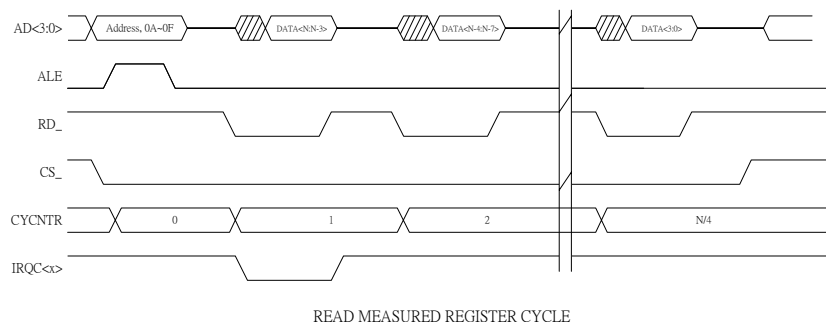 AD<3:0> Address, 0A~0F DATA<N:N-3> DATA<N-4:N-7> DATA<3:0>
ALE
RD_
CS_
CYCNTR 0 1 2 N/4
IRQC<x>
READ MEASURED REGISTER CYCLE